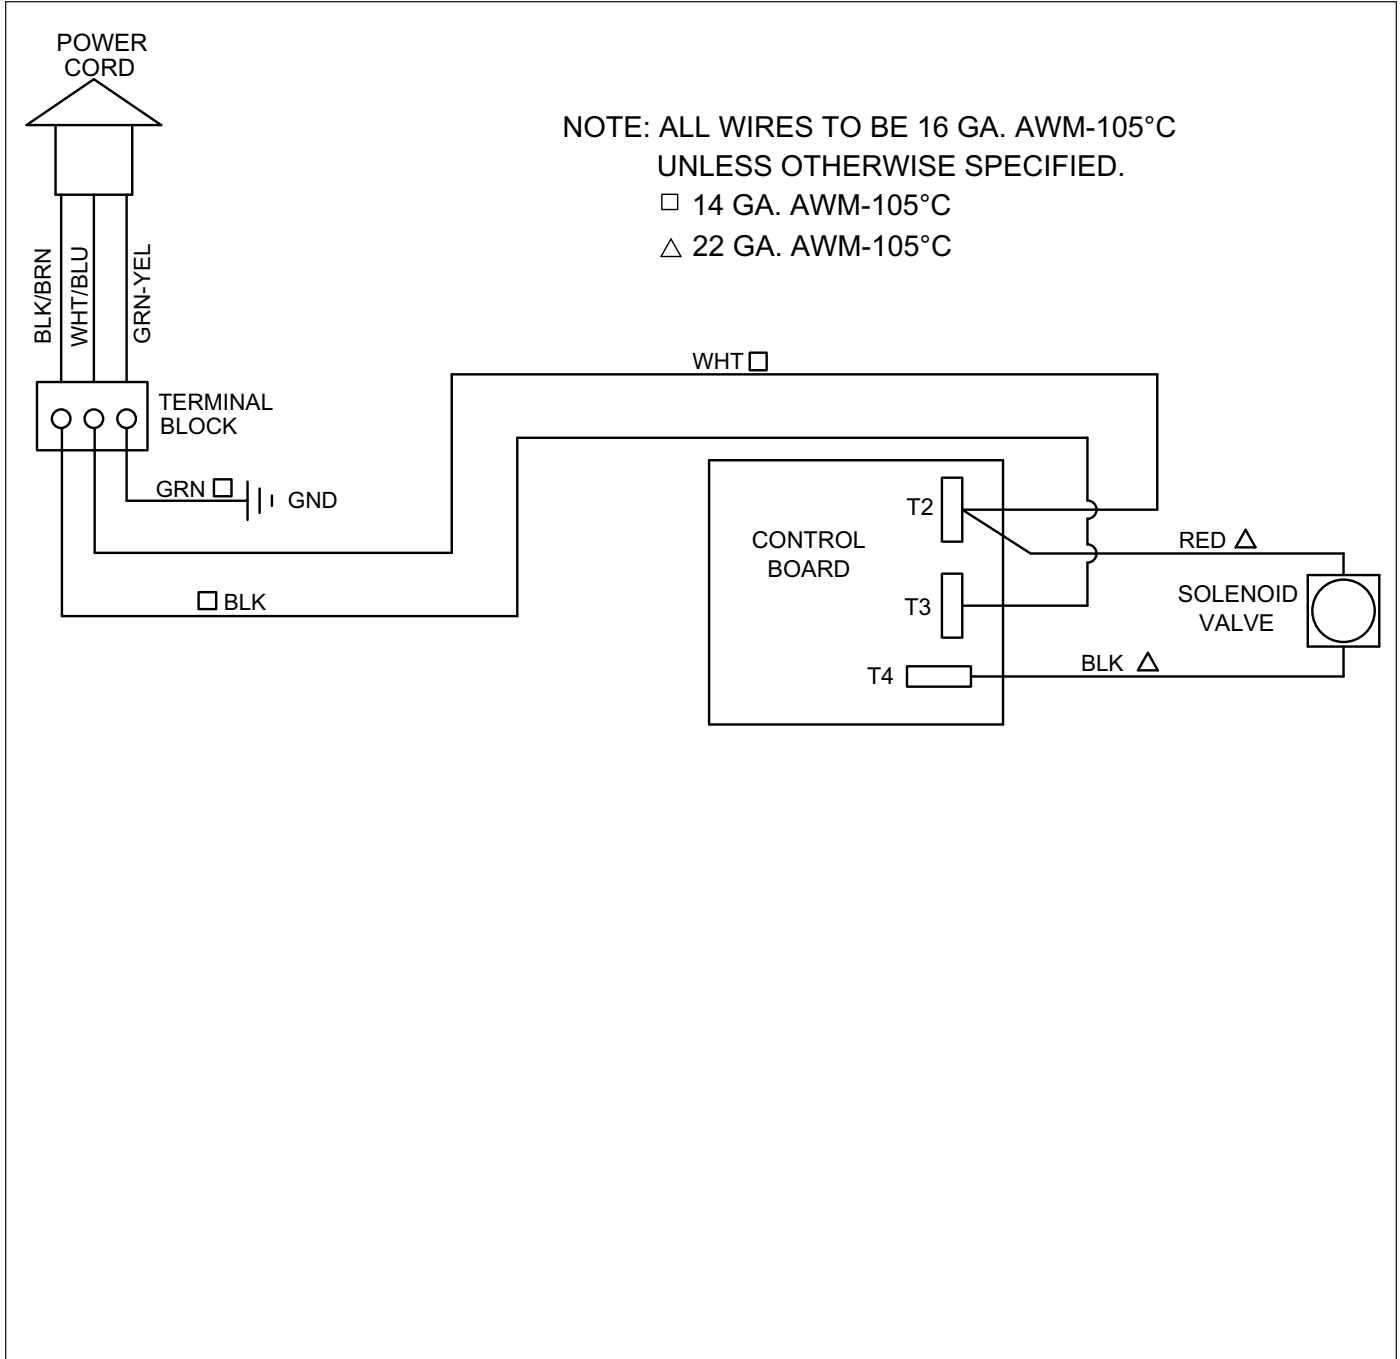 POWER
CORD
NOTE: ALL WIRES TO BE 16 GA. AWM-105°C
UNLESS OTHERWISE SPECIFIED.
□ 14 GA. AWM-105°C
△ 22 GA. AWM-105°C
BLK/BRN
WHT/BLU
GRN-YEL
WHT □
TERMINAL
BLOCK
GRN □
GND
T2
CONTROL
BOARD
RED △
□ BLK
T3
SOLENOID
VALVE
T4
BLK △